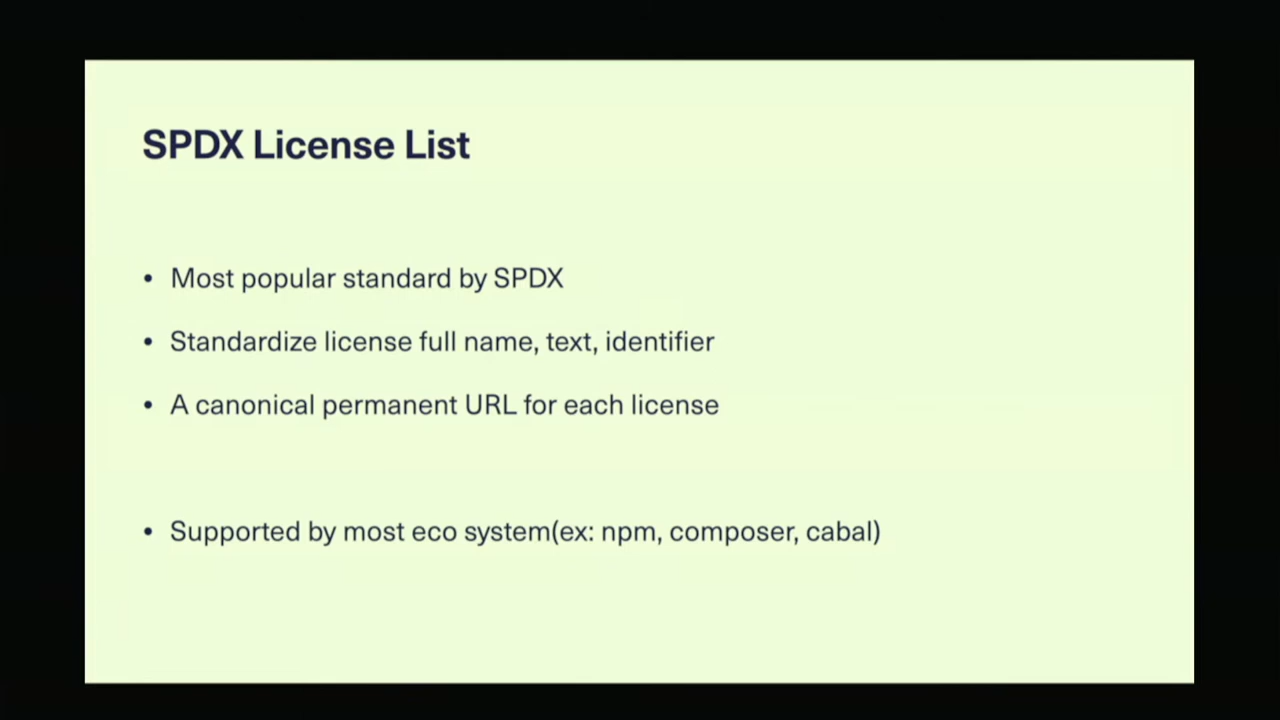 SPDX License List
• Most popular standard by SPDX
• Standardize license full name, text, identifier
• A canonical permanent URL for each license
• Supported by most eco system(ex: npm, composer, cabal)